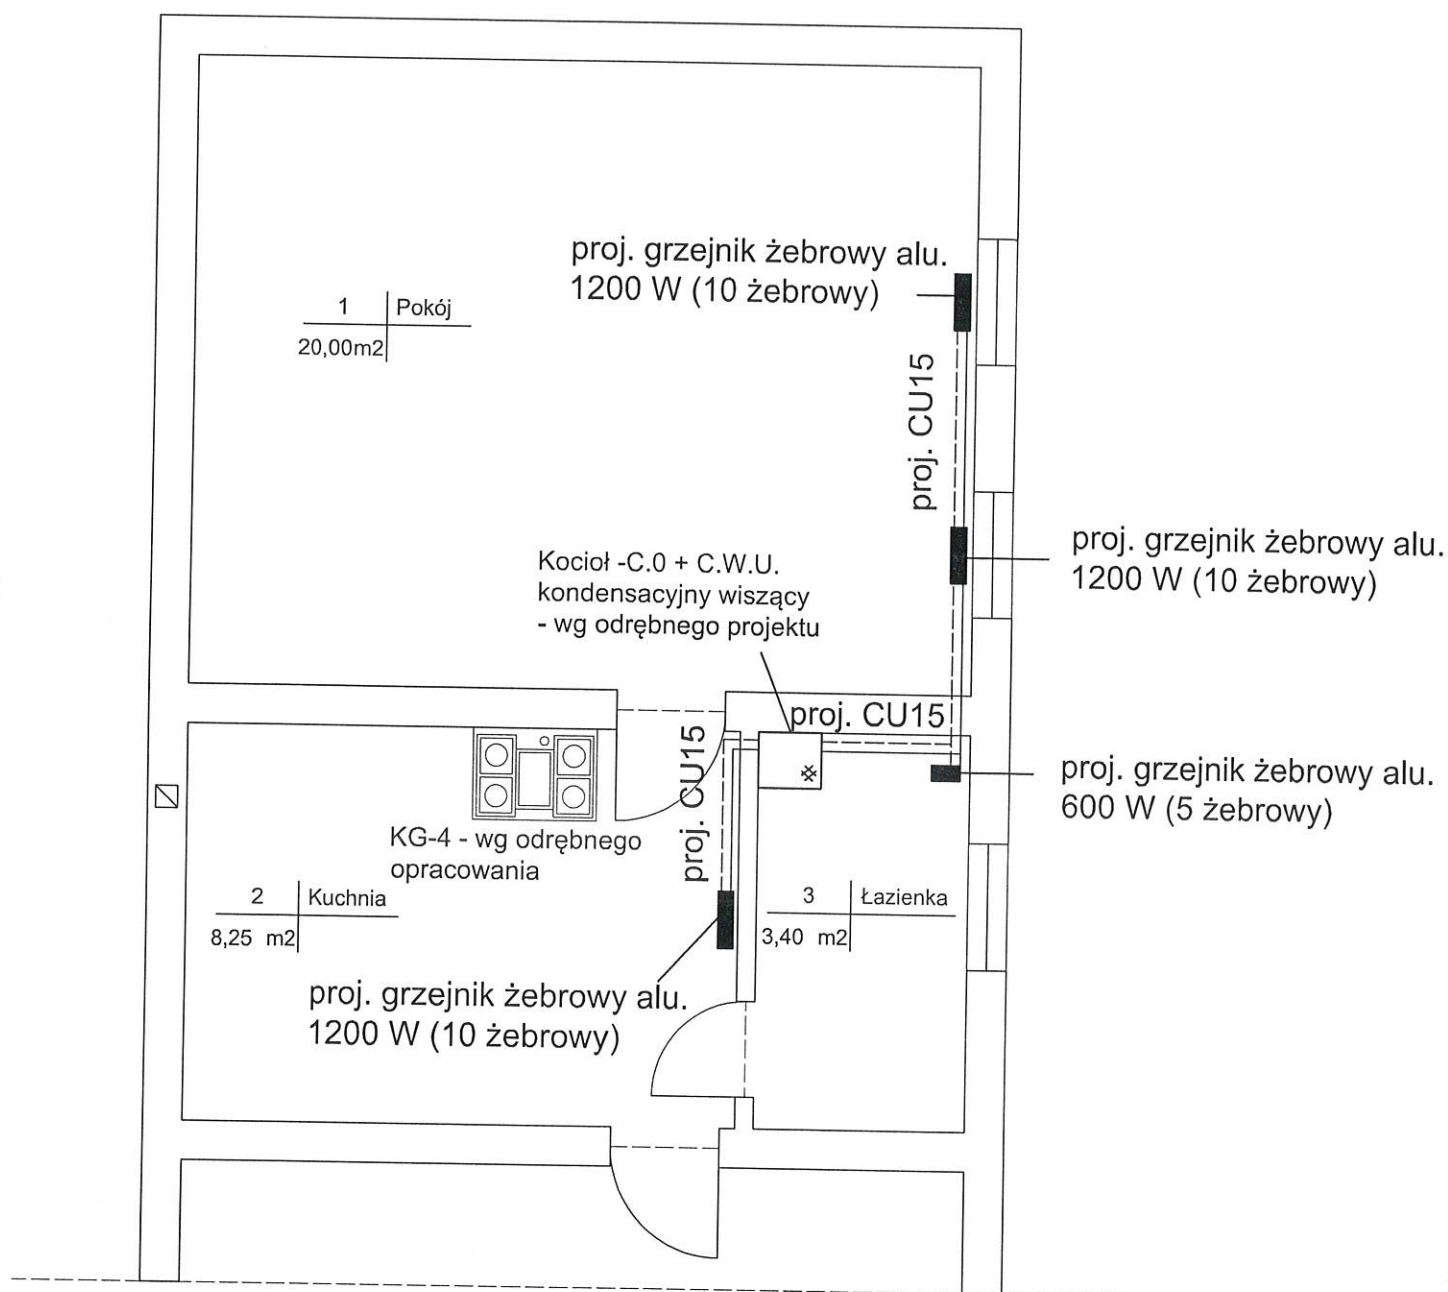 proj. grzejnik żebrowy alu.
1200 W (10 żebrowy)
1 Pokój
20,00m2
proj. CU15
proj. grzejnik żebrowy alu.
1200 W (10 żebrowy)
Kocioł -C.0 + C.W.U.
kondensacyjny wiszący
- wg odrębnego projektu
proj. CU15
proj. CU15
proj. grzejnik żebrowy alu.
600 W (5 żebrowy)
KG-4 - wg odrębnego
opracowania
2 Kuchnia
8,25 m2
3 Łazienka
3,40 m2
proj. grzejnik żebrowy alu.
1200 W (10 żebrowy)